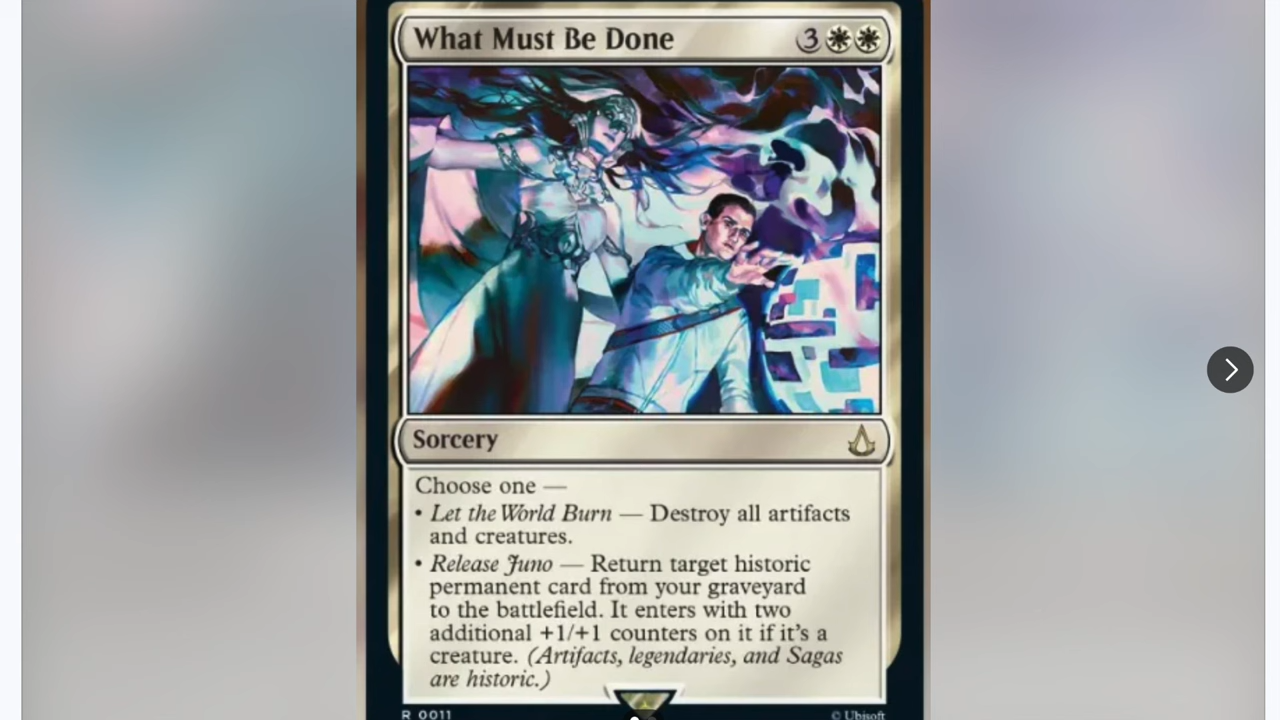 What Must Be Done 3
Sorcery
Choose one —
• Let the World Burn — Destroy all artifacts
and creatures.
• Release Juno — Return target historic
permanent card from your graveyard
to the battlefield. It enters with two
additional +1/+1 counters on it if it's a
creature. (Artifacts, legendaries, and Sagas
are historic.)
R 0011 © Ubisoft